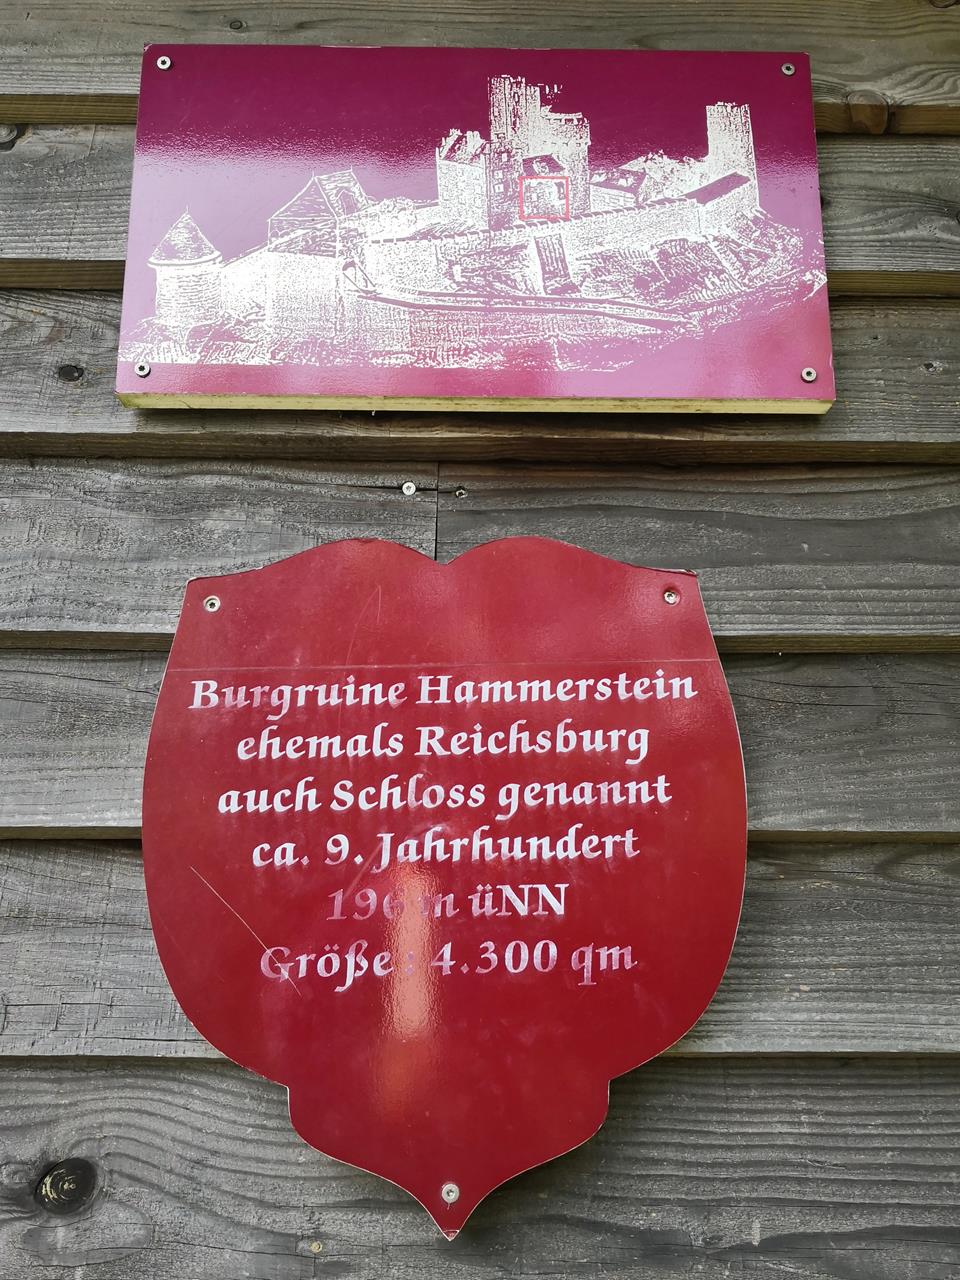 Burgruine Hammerstein
ehemals Reichsburg
auch Schloss genannt
ca. 9. Jahrhundert
196 m üNN
Größe: 4.300 qm